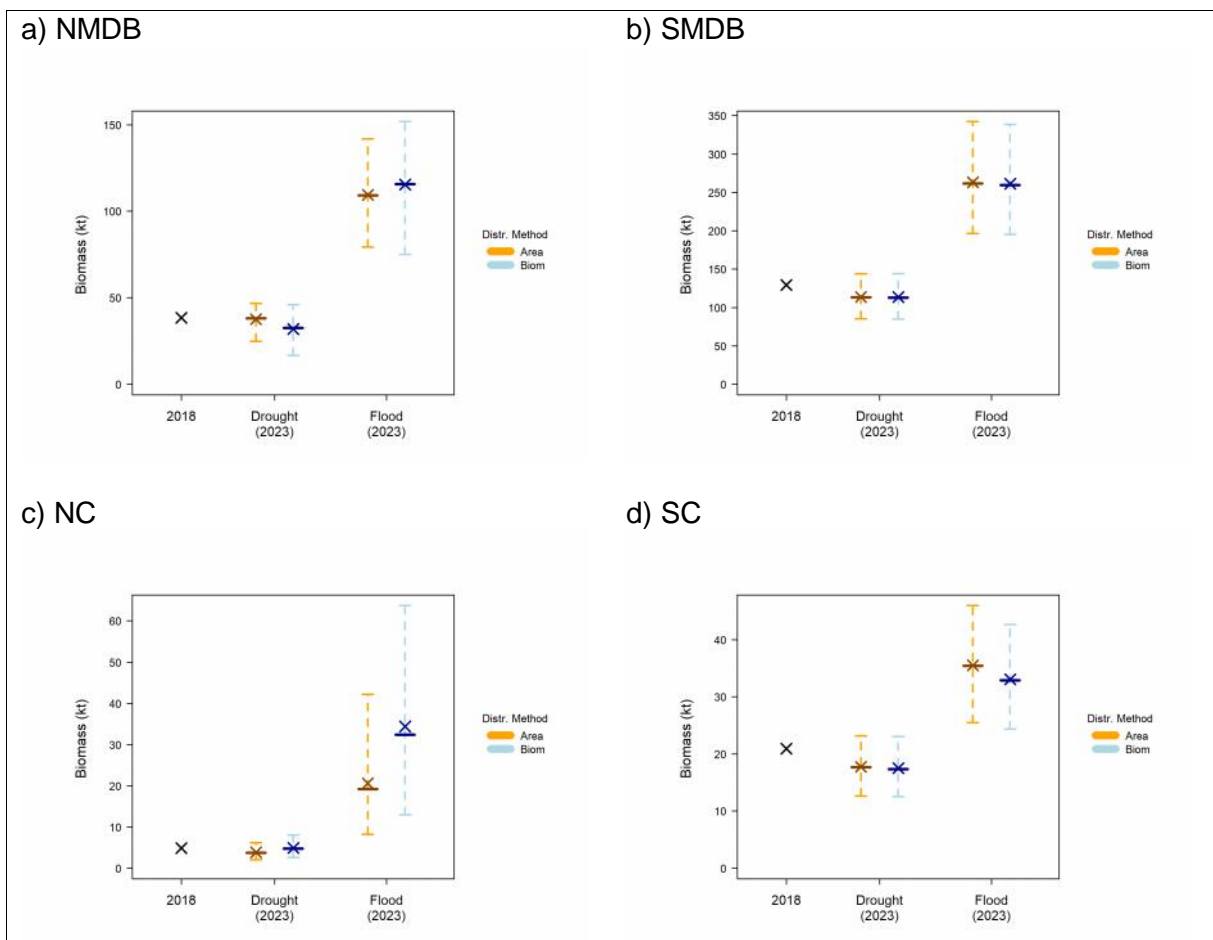 a) NMDB
Biomass (kt)
150
100
50
0
2018
Drought
(2023)
Flood
(2023)
Distr. Method
Area
Biom
b) SMDB
Biomass (kt)
350
300
250
200
150
100
50
0
2018
Drought
(2023)
Flood
(2023)
Distr. Method
Area
Biom
c) NC
Biomass (kt)
60
50
40
30
20
10
0
2018
Drought
(2023)
Flood
(2023)
Distr. Method
Area
Biom
d) SC
Biomass (kt)
40
30
20
10
0
2018
Drought
(2023)
Flood
(2023)
Distr. Method
Area
Biom